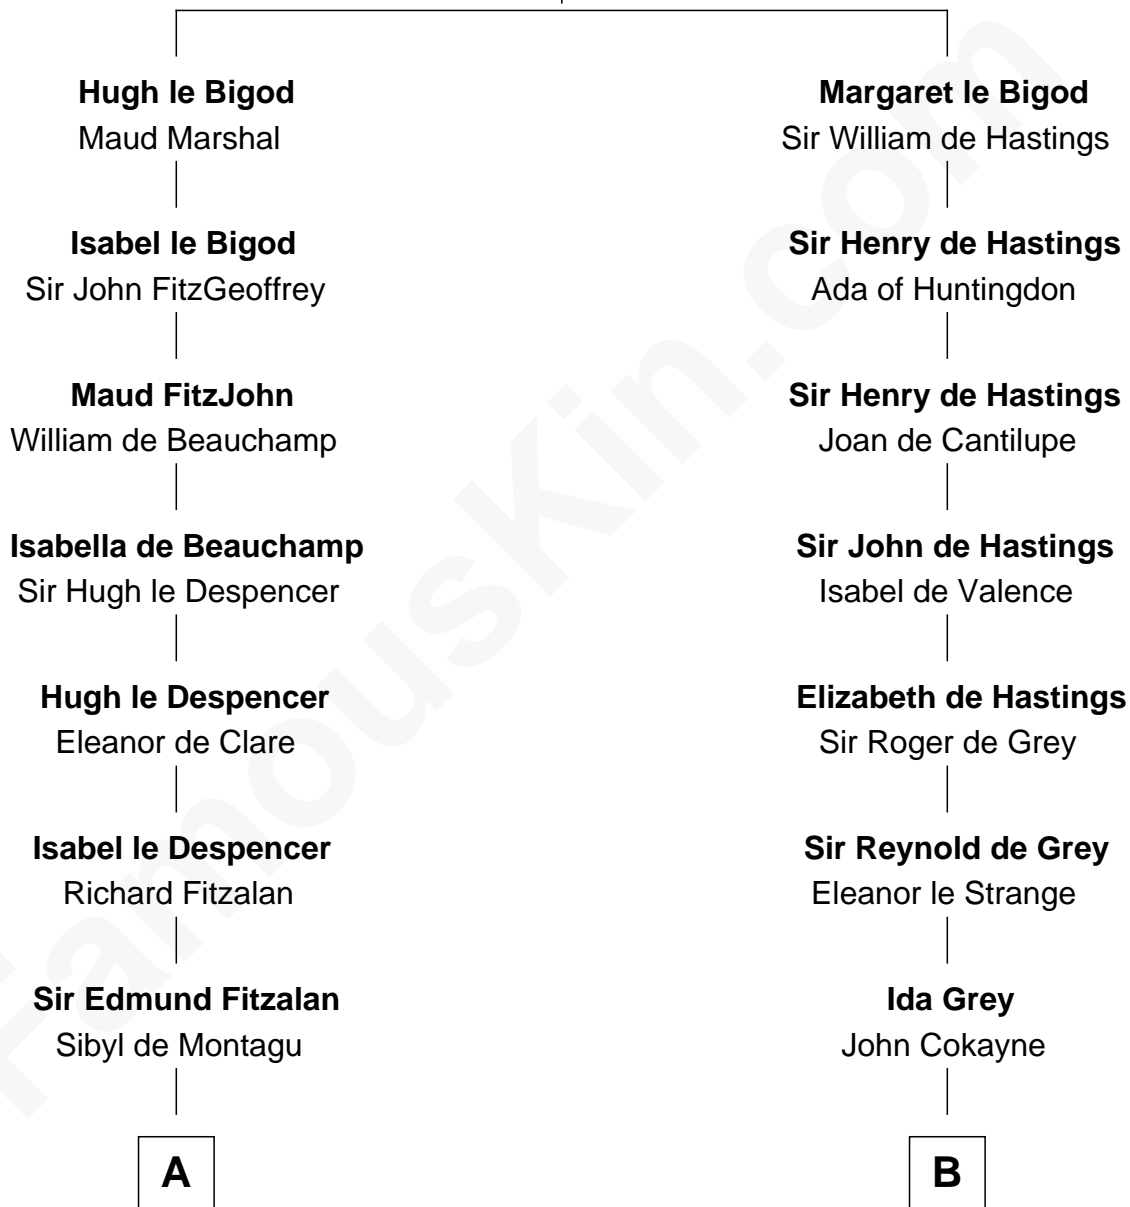 Hugh le Bigod
Maud Marshal
Margaret le Bigod
Sir William de Hastings
Isabel le Bigod
Sir John FitzGeoffrey
Sir Henry de Hastings
Ada of Huntingdon
Maud FitzJohn
William de Beauchamp
Sir Henry de Hastings
Joan de Cantilupe
Isabella de Beauchamp
Sir Hugh le Despencer
Sir John de Hastings
Isabel de Valence
Hugh le Despencer
Eleanor de Clare
Elizabeth de Hastings
Sir Roger de Grey
Isabel le Despencer
Richard Fitzalan
Sir Reynold de Grey
Eleanor le Strange
Sir Edmund Fitzalan
Sibyl de Montagu
Ida Grey
John Cokayne
A
B
FamousKin.com